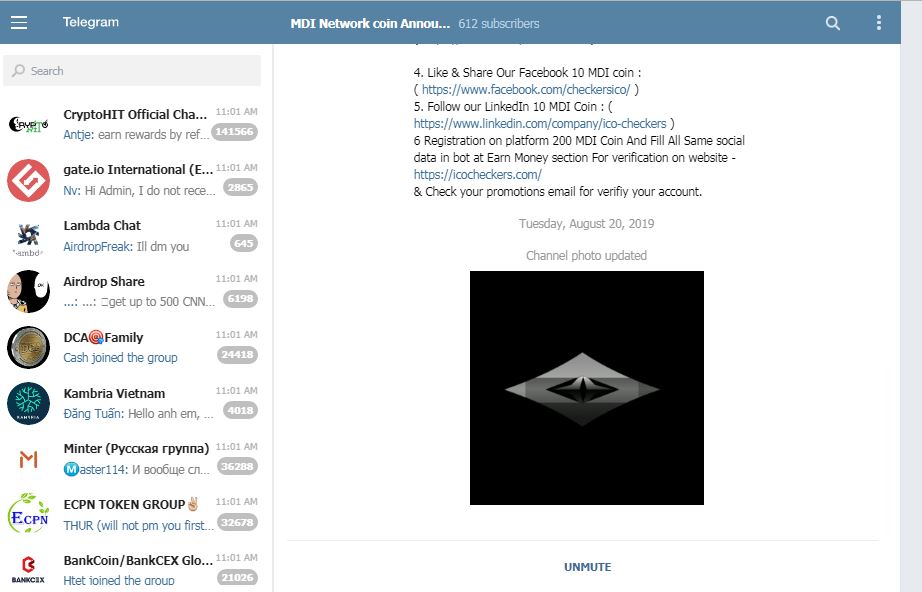 Telegram
MDI Network coin Annou... 612 subscribers
Search
CryptoHIT Official Cha... 11:01 AM
Antje: earn rewards by ref... 141566
gate.io International (E... 11:01 AM
Nv: Hi Admin, I do not rece... 2865
Lambda Chat 11:01 AM
AirdropFreak: Ill dm you 645
Airdrop Share 11:01 AM
...: ...: get up to 500 CNN... 6198
DCA🎯Family 11:01 AM
Cash joined the group 24418
Kambria Vietnam 11:01 AM
Đăng Tuấn: Hello anh em, ... 4018
Minter (Русская группа) 11:01 AM
Ⓜaster114: И вообще сл... 36288
ECPN TOKEN GROUP✌ 11:01 AM
THUR (will not pm you first... 32678
BankCoin/BankCEX Glo... 11:01 AM
Htet joined the group 21026
KAMBRIA
ECPN
BANKCEX
4. Like & Share Our Facebook 10 MDI coin :
( https://www.facebook.com/checkersico/ )
5. Follow our LinkedIn 10 MDI Coin : (
https://www.linkedin.com/company/ico-checkers )
6 Registration on platform 200 MDI Coin And Fill All Same social
data in bot at Earn Money section For verification on website -
https://icocheckers.com/
& Check your promotions email for verifiy your account.
Tuesday, August 20, 2019
Channel photo updated
UNMUTE